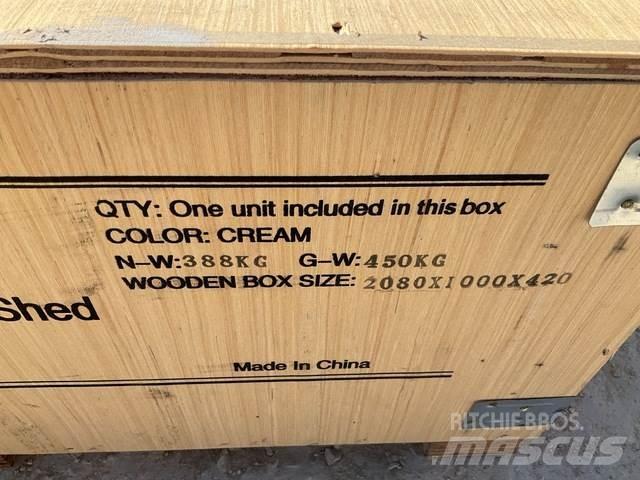 QTY: One unit included in this box
COLOR: CREAM
N-W:388KG G-W:450KG
WOODEN BOX SIZE: 2080X1000X420
Shed
Made In China
RITCHIE BROS.
MASCUS